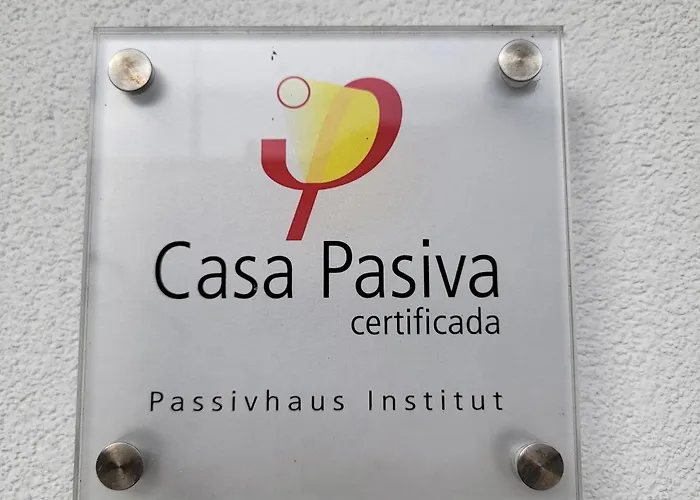 Casa Pasiva
certificada
Passivhaus Institut